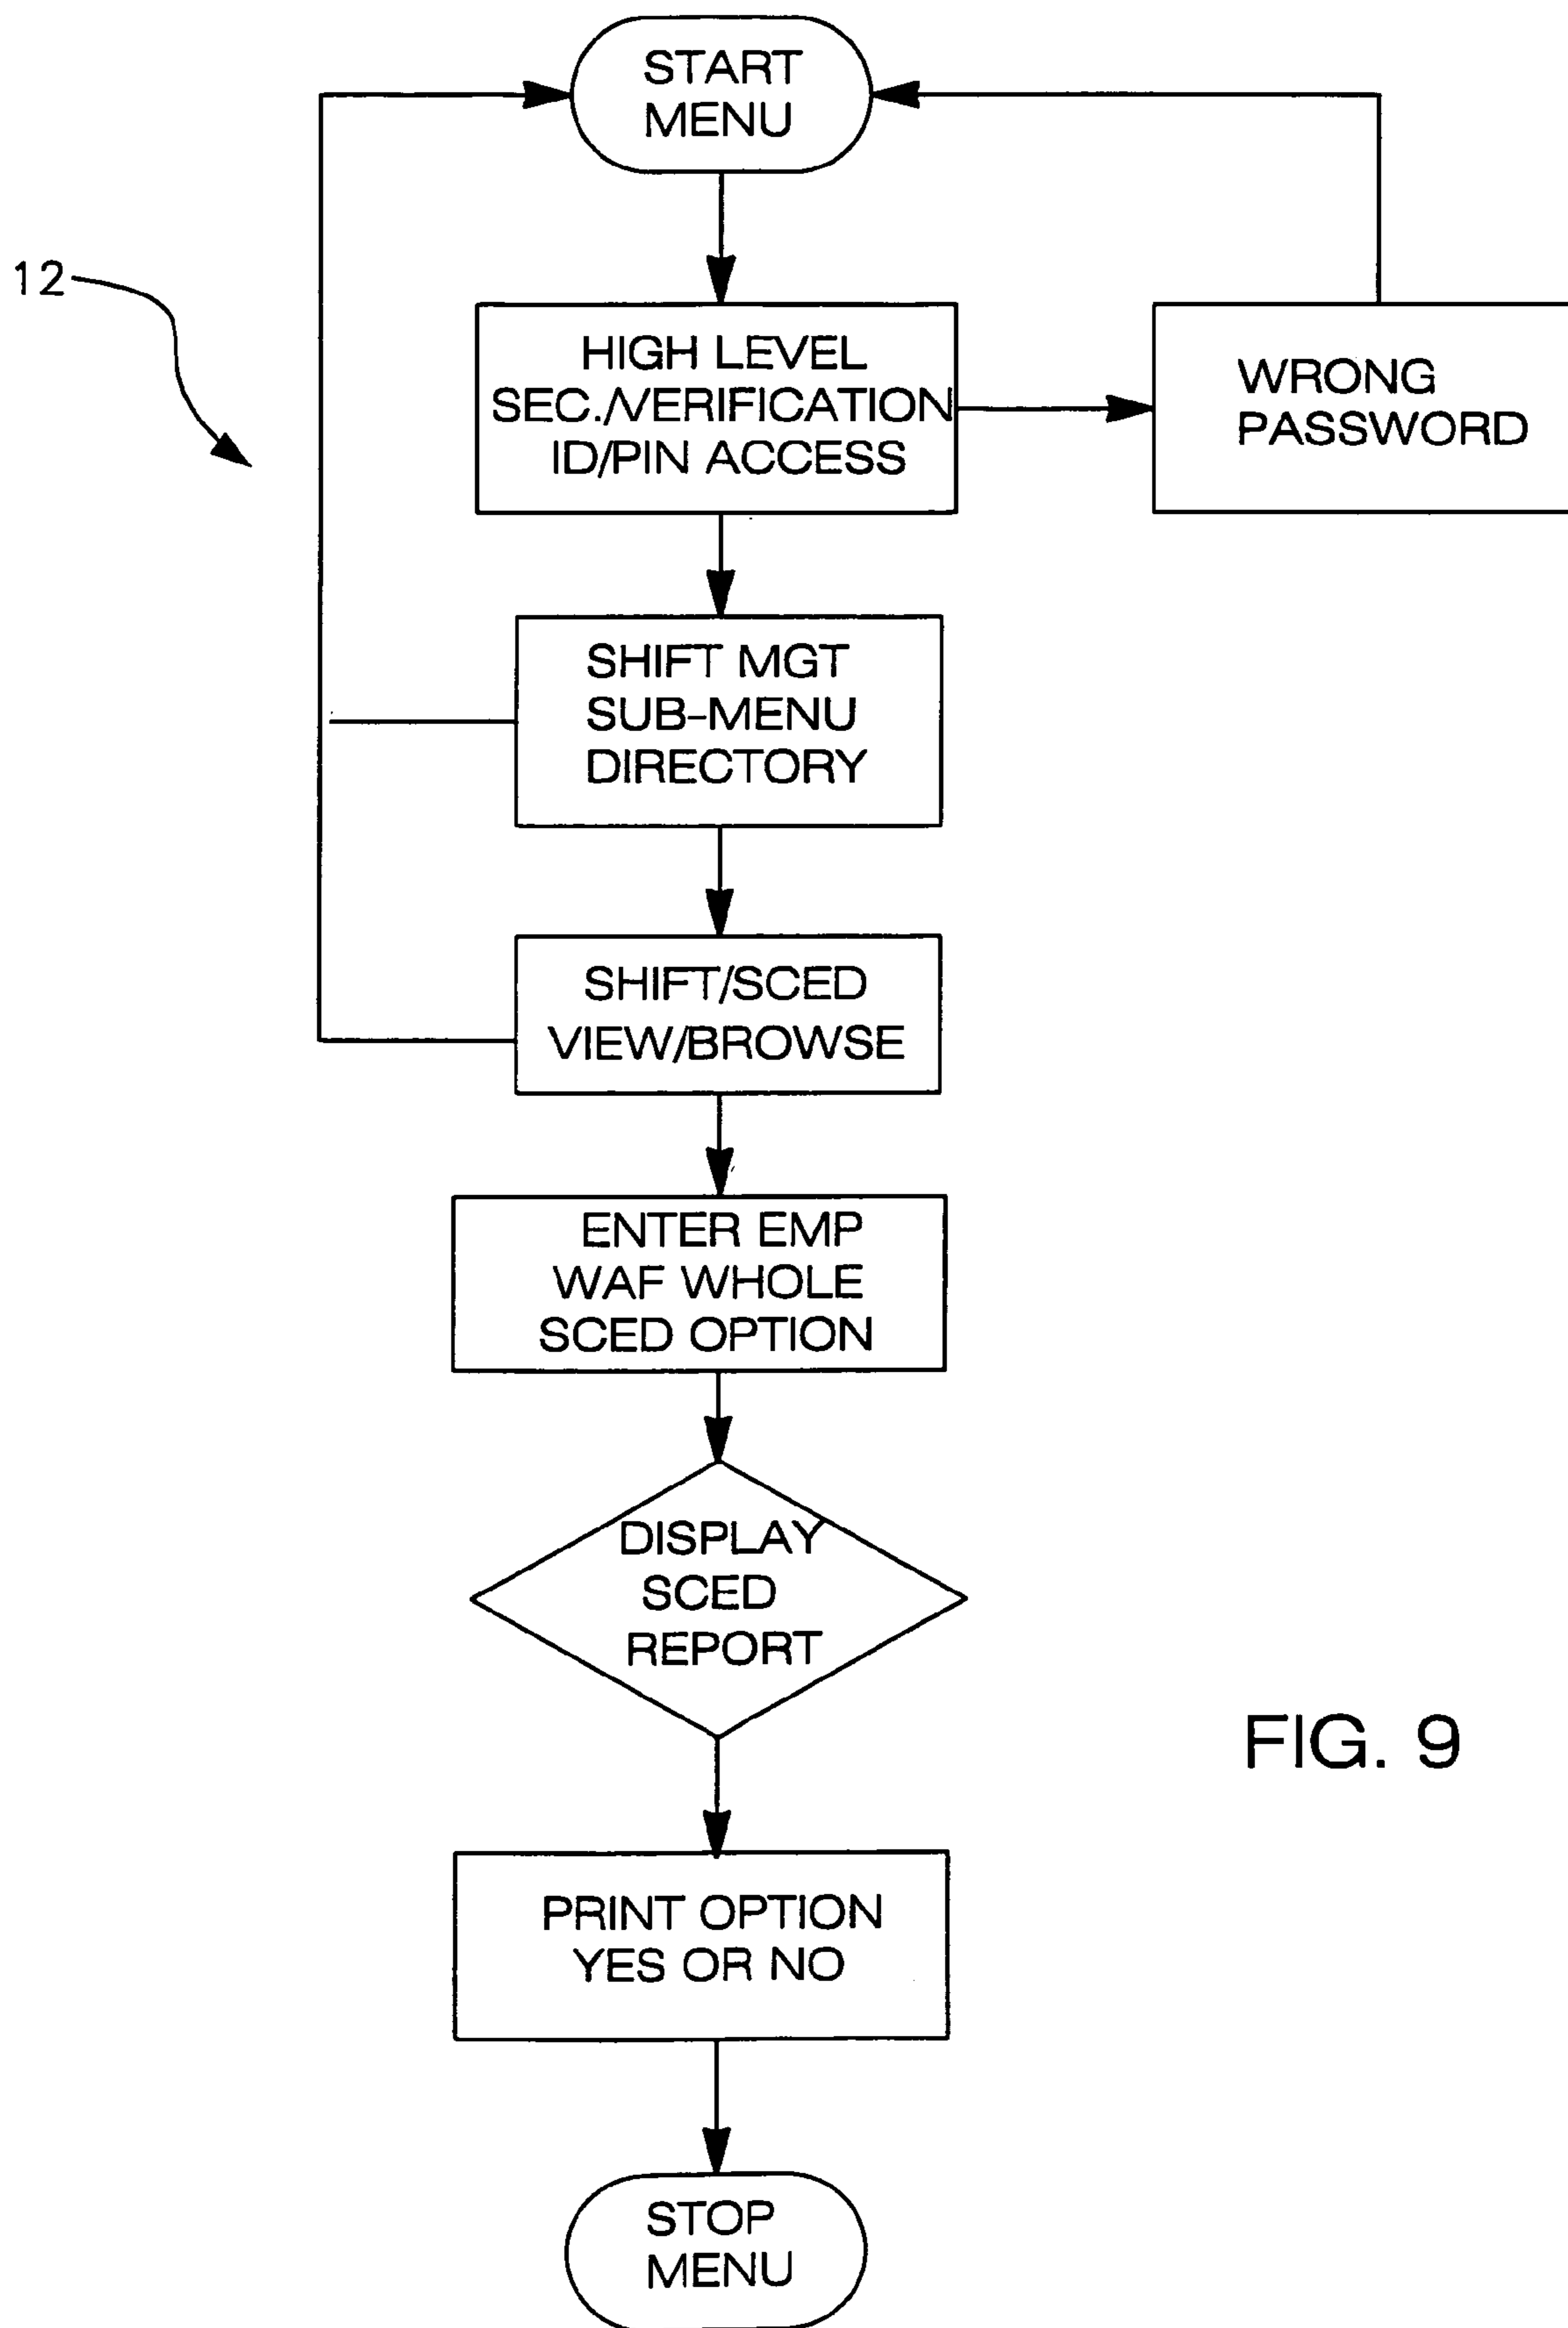 START
MENU
12
HIGH LEVEL
SEC./VERIFICATION
ID/PIN ACCESS
WRONG
PASSWORD
SHIFT MGT
SUB-MENU
DIRECTORY
SHIFT/SCED
VIEW/BROWSE
ENTER EMP
WAF WHOLE
SCED OPTION
DISPLAY
SCED
REPORT
FIG. 9
PRINT OPTION
YES OR NO
STOP
MENU